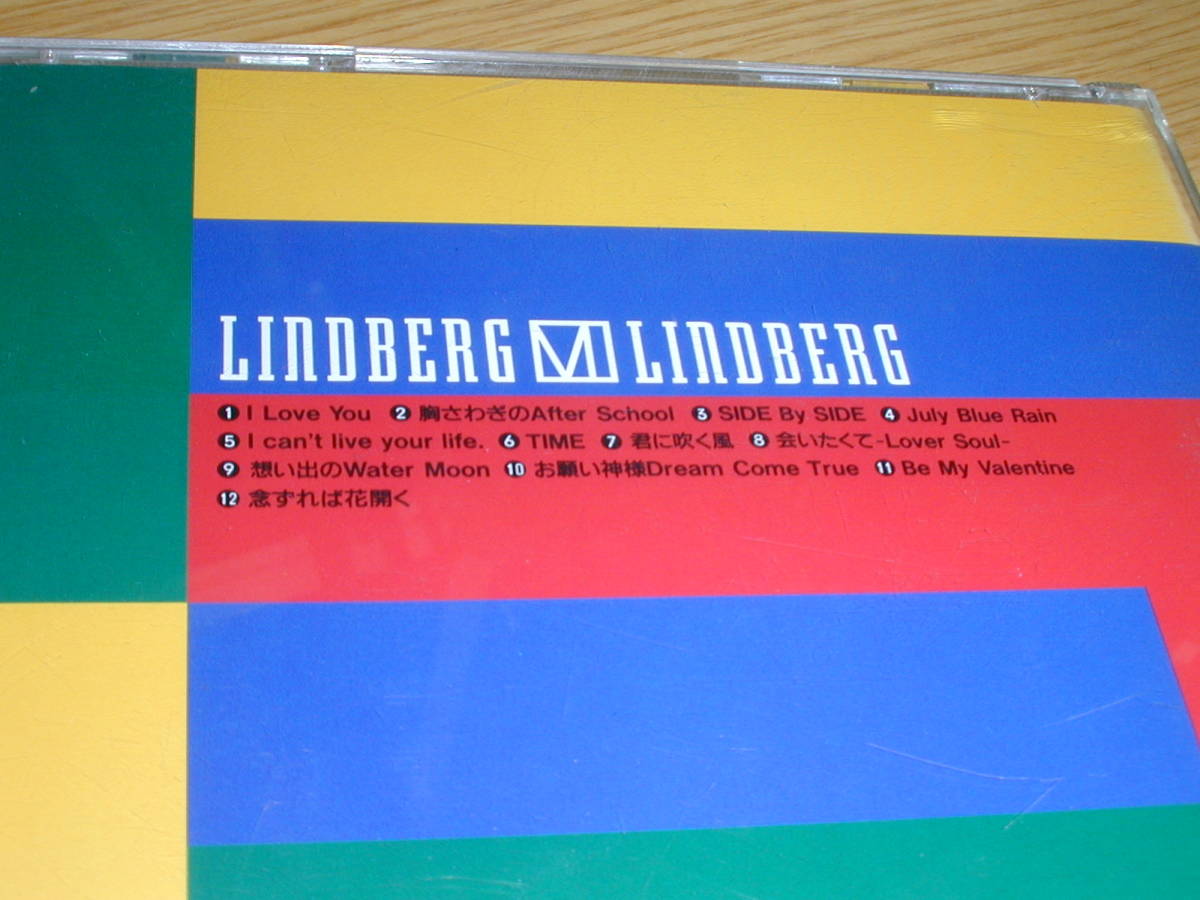 LINDBERG VI LINDBERG
❶ I Love You ❷ 胸さわぎのAfter School ❸ SIDE By SIDE ❹ July Blue Rain
❺ I can't live your life. ❻ TIME ❼ 君に吹く風 ❽ 会いたくて-Lover Soul-
❾ 想い出のWater Moon ❿ お願い神様Dream Come True ⓫ Be My Valentine
⓬ 念ずれば花開く